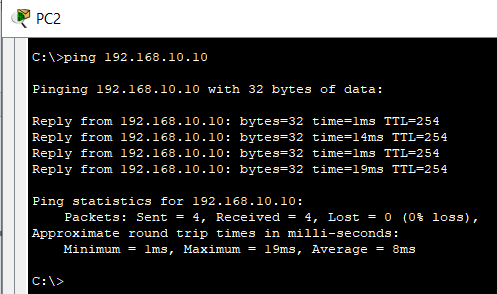 PC2
C:\>ping 192.168.10.10
Pinging 192.168.10.10 with 32 bytes of data:
Reply from 192.168.10.10: bytes=32 time=1ms TTL=254
Reply from 192.168.10.10: bytes=32 time=14ms TTL=254
Reply from 192.168.10.10: bytes=32 time=1ms TTL=254
Reply from 192.168.10.10: bytes=32 time=19ms TTL=254
Ping statistics for 192.168.10.10:
Packets: Sent = 4, Received = 4, Lost = 0 (0% loss),
Approximate round trip times in milli-seconds:
Minimum = 1ms, Maximum = 19ms, Average = 8ms
C:\>